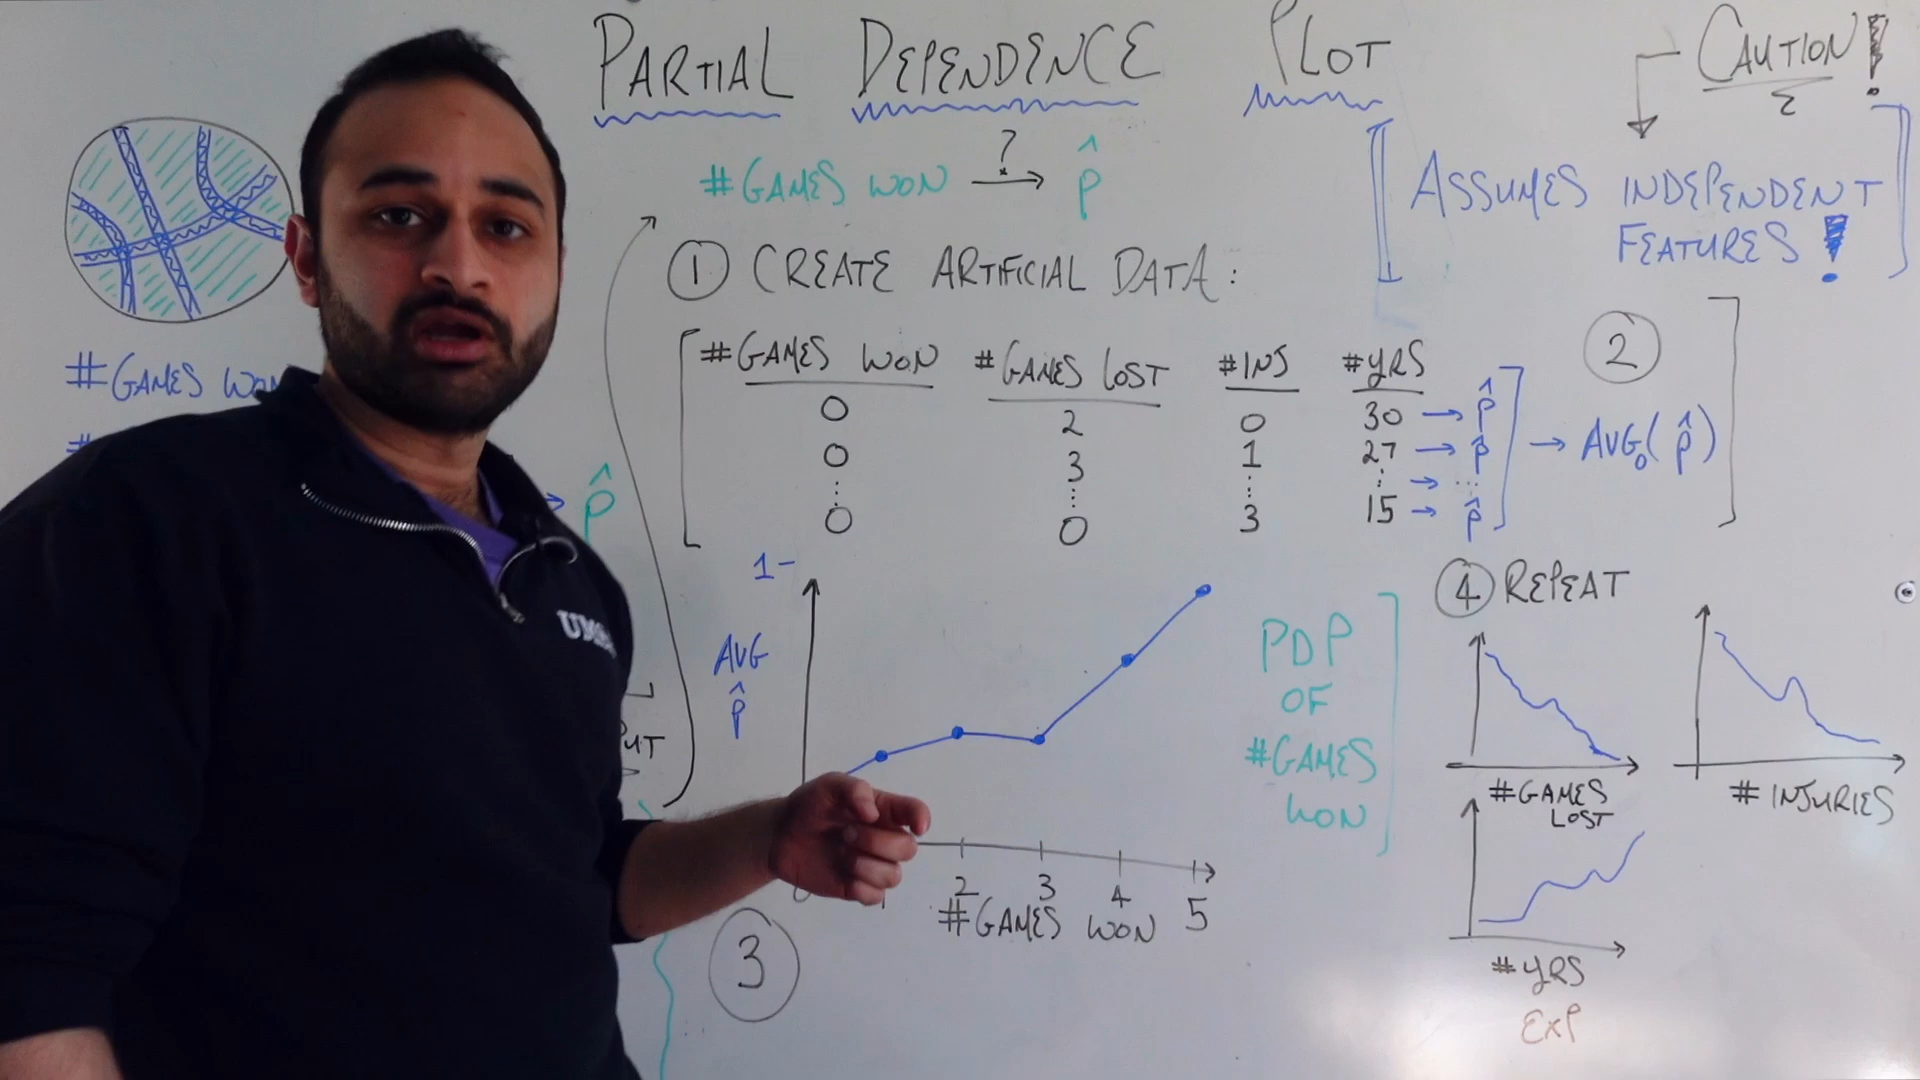 PARTIAL DEPENDENCE PLOT
CAUTION!
#GAMES WON ? → p̂
ASSUMES INDEPENDENT
FEATURES!
1 CREATE ARTIFICIAL DATA:
#GAMES WON #GAMES LOST #INJ #YRS
0 2 0 30 → p̂
0 3 1 27 → p̂
⋮ ⋮ ⋮ ⋮ → ...
0 0 3 15 → p̂
2
→ AVG₀(p̂)
#GAMES WON
#
→ p̂
1-
AVG
p̂
2 3 4 5
#GAMES WON
3
PDP
OF
#GAMES
WON
4 REPEAT
#GAMES
LOST
# INJURIES
#YRS
EXP